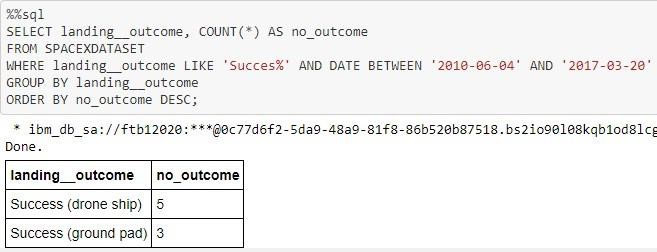 %%sql
SELECT landing__outcome, COUNT(*) AS no_outcome
FROM SPACEXDATASET
WHERE landing__outcome LIKE 'Succes%' AND DATE BETWEEN '2010-06-04' AND '2017-03-20'
GROUP BY landing__outcome
ORDER BY no_outcome DESC;
* ibm_db_sa://ftb12020:***@0c77d6f2-5da9-48a9-81f8-86b520b87518.bs2io90l08kqb1od8lcg
Done.
landing__outcome no_outcome
Success (drone ship) 5
Success (ground pad) 3